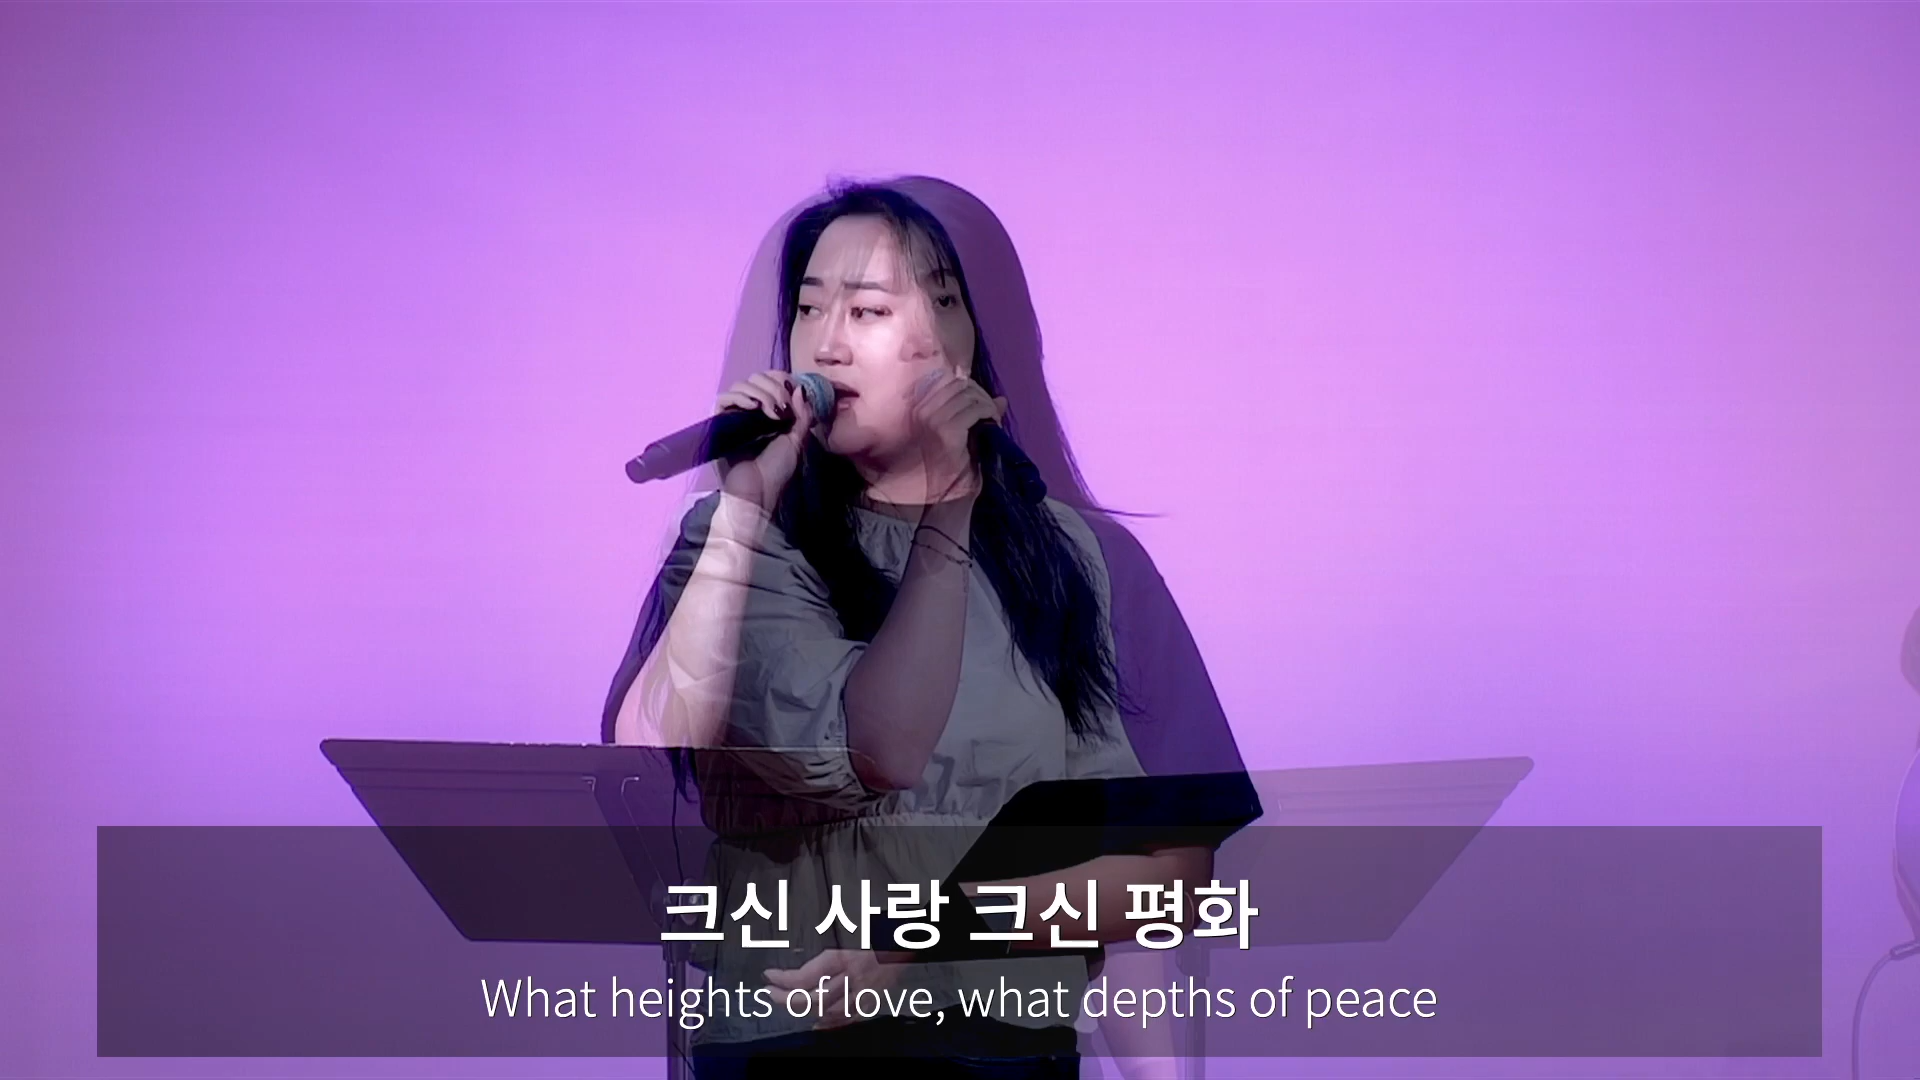 크신 사랑 크신 평화
What heights of love, what depths of peace